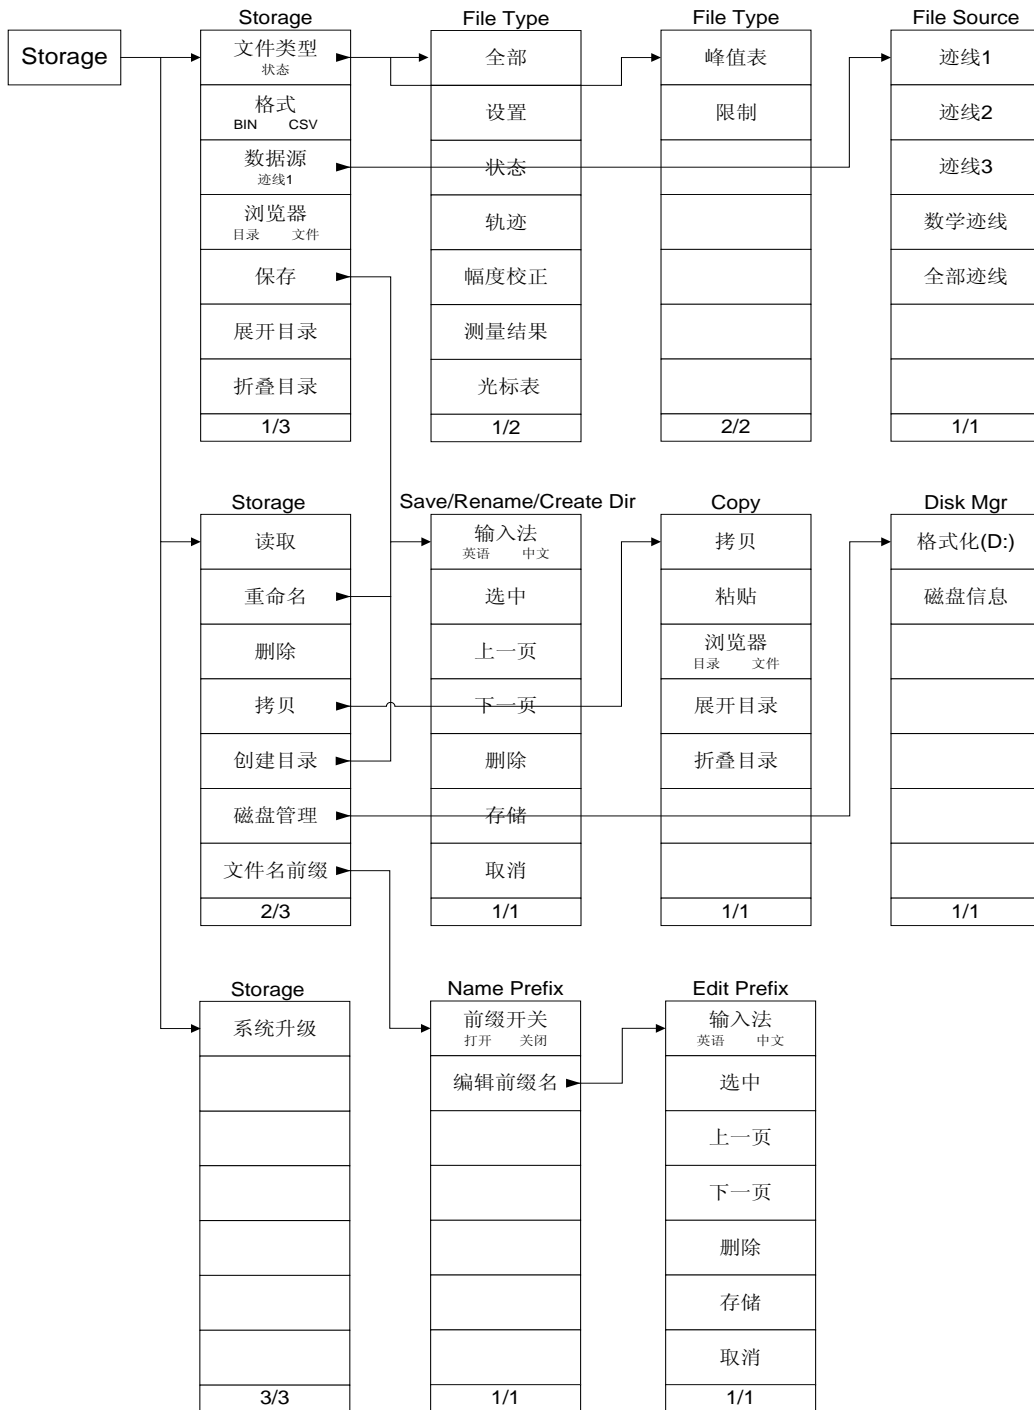 Storage
Storage
文件类型
状态
格式
BIN CSV
数据源
迹线1
浏览器
目录 文件
保存
展开目录
折叠目录
1/3
File Type
全部
设置
状态
轨迹
幅度校正
测量结果
光标表
1/2
File Type
峰值表
限制
2/2
File Source
迹线1
迹线2
迹线3
数学迹线
全部迹线
1/1
Storage
读取
重命名
删除
拷贝
创建目录
磁盘管理
文件名前缀
2/3
Save/Rename/Create Dir
输入法
英语 中文
选中
上一页
下一页
删除
存储
取消
1/1
Copy
拷贝
粘贴
浏览器
目录 文件
展开目录
折叠目录
1/1
Disk Mgr
格式化(D:)
磁盘信息
1/1
Storage
系统升级
3/3
Name Prefix
前缀开关
打开 关闭
编辑前缀名
1/1
Edit Prefix
输入法
英语 中文
选中
上一页
下一页
删除
存储
取消
1/1